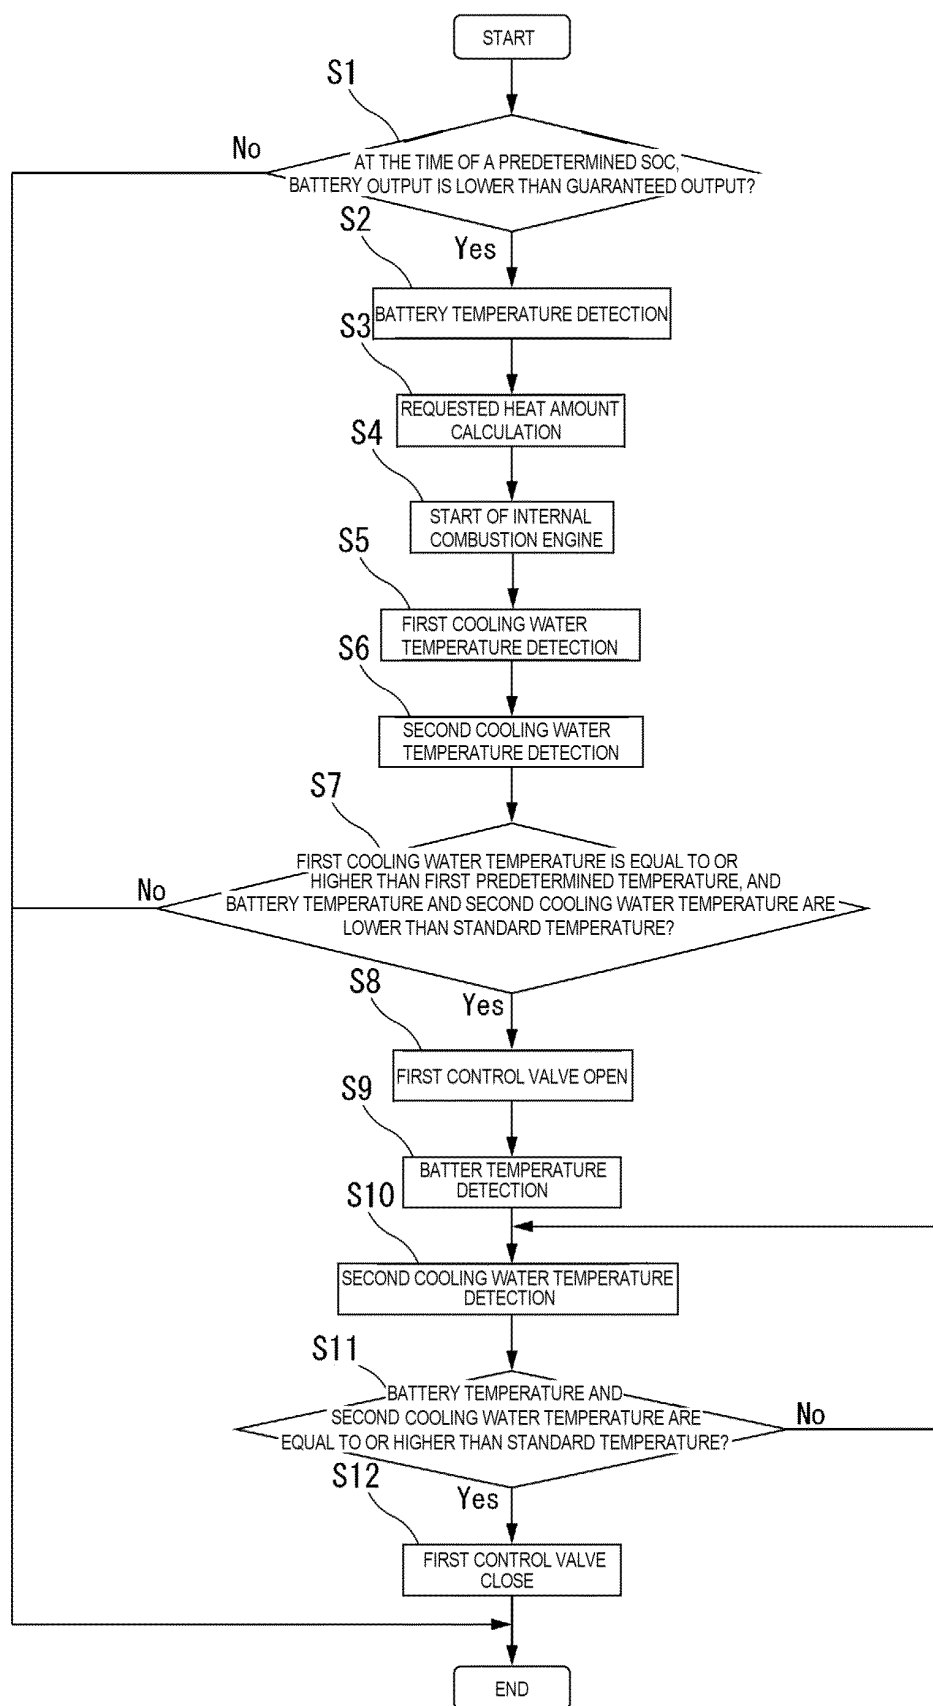 START
S1
No
AT THE TIME OF A PREDETERMINED SOC,
BATTERY OUTPUT IS LOWER THAN GUARANTEED OUTPUT?
S2
Yes
BATTERY TEMPERATURE DETECTION
S3
REQUESTED HEAT AMOUNT
CALCULATION
S4
START OF INTERNAL
COMBUSTION ENGINE
S5
FIRST COOLING WATER
TEMPERATURE DETECTION
S6
SECOND COOLING WATER
TEMPERATURE DETECTION
S7
FIRST COOLING WATER TEMPERATURE IS EQUAL TO OR
HIGHER THAN FIRST PREDETERMINED TEMPERATURE, AND
No
BATTERY TEMPERATURE AND SECOND COOLING WATER TEMPERATURE ARE
LOWER THAN STANDARD TEMPERATURE?
S8
Yes
FIRST CONTROL VALVE OPEN
S9
BATTER TEMPERATURE
DETECTION
S10
SECOND COOLING WATER TEMPERATURE
DETECTION
S11
BATTERY TEMPERATURE AND
SECOND COOLING WATER TEMPERATURE ARE
No
EQUAL TO OR HIGHER THAN STANDARD TEMPERATURE?
S12
Yes
FIRST CONTROL VALVE
CLOSE
END